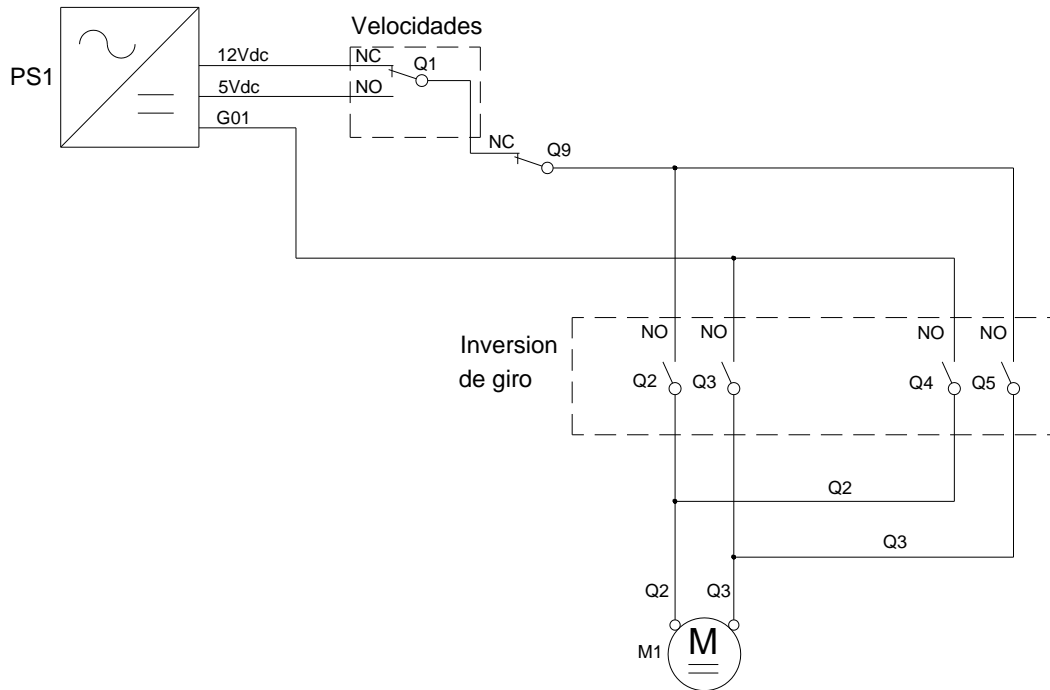 Velocidades
PS1
12Vdc
NC
Q1
5Vdc
NO
G01
NC
Q9
Inversion
de giro
NO
NO
NO
NO
Q2
Q3
Q4
Q5
Q2
Q3
Q2
Q3
M1
M